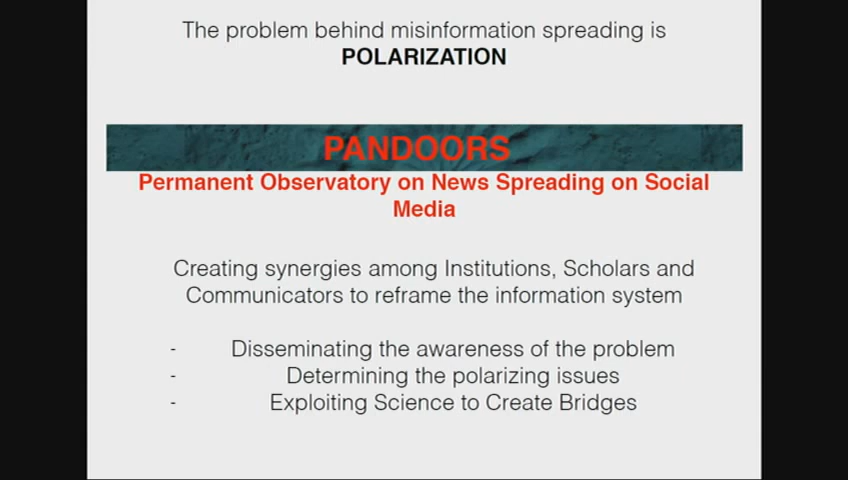 The problem behind misinformation spreading is
POLARIZATION
PANDOORS
Permanent Observatory on News Spreading on Social
Media
Creating synergies among Institutions, Scholars and
Communicators to reframe the information system
- Disseminating the awareness of the problem
- Determining the polarizing issues
- Exploiting Science to Create Bridges